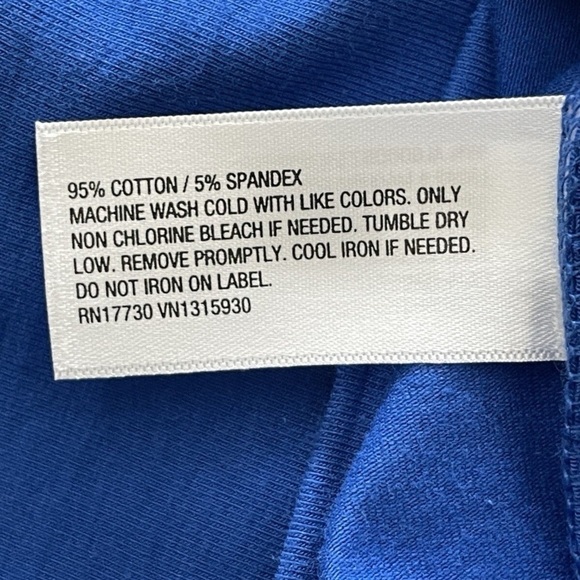 95% COTTON / 5% SPANDEX
MACHINE WASH COLD WITH LIKE COLORS. ONLY
NON CHLORINE BLEACH IF NEEDED. TUMBLE DRY
LOW. REMOVE PROMPTLY. COOL IRON IF NEEDED.
DO NOT IRON ON LABEL.
RN17730 VN1315930